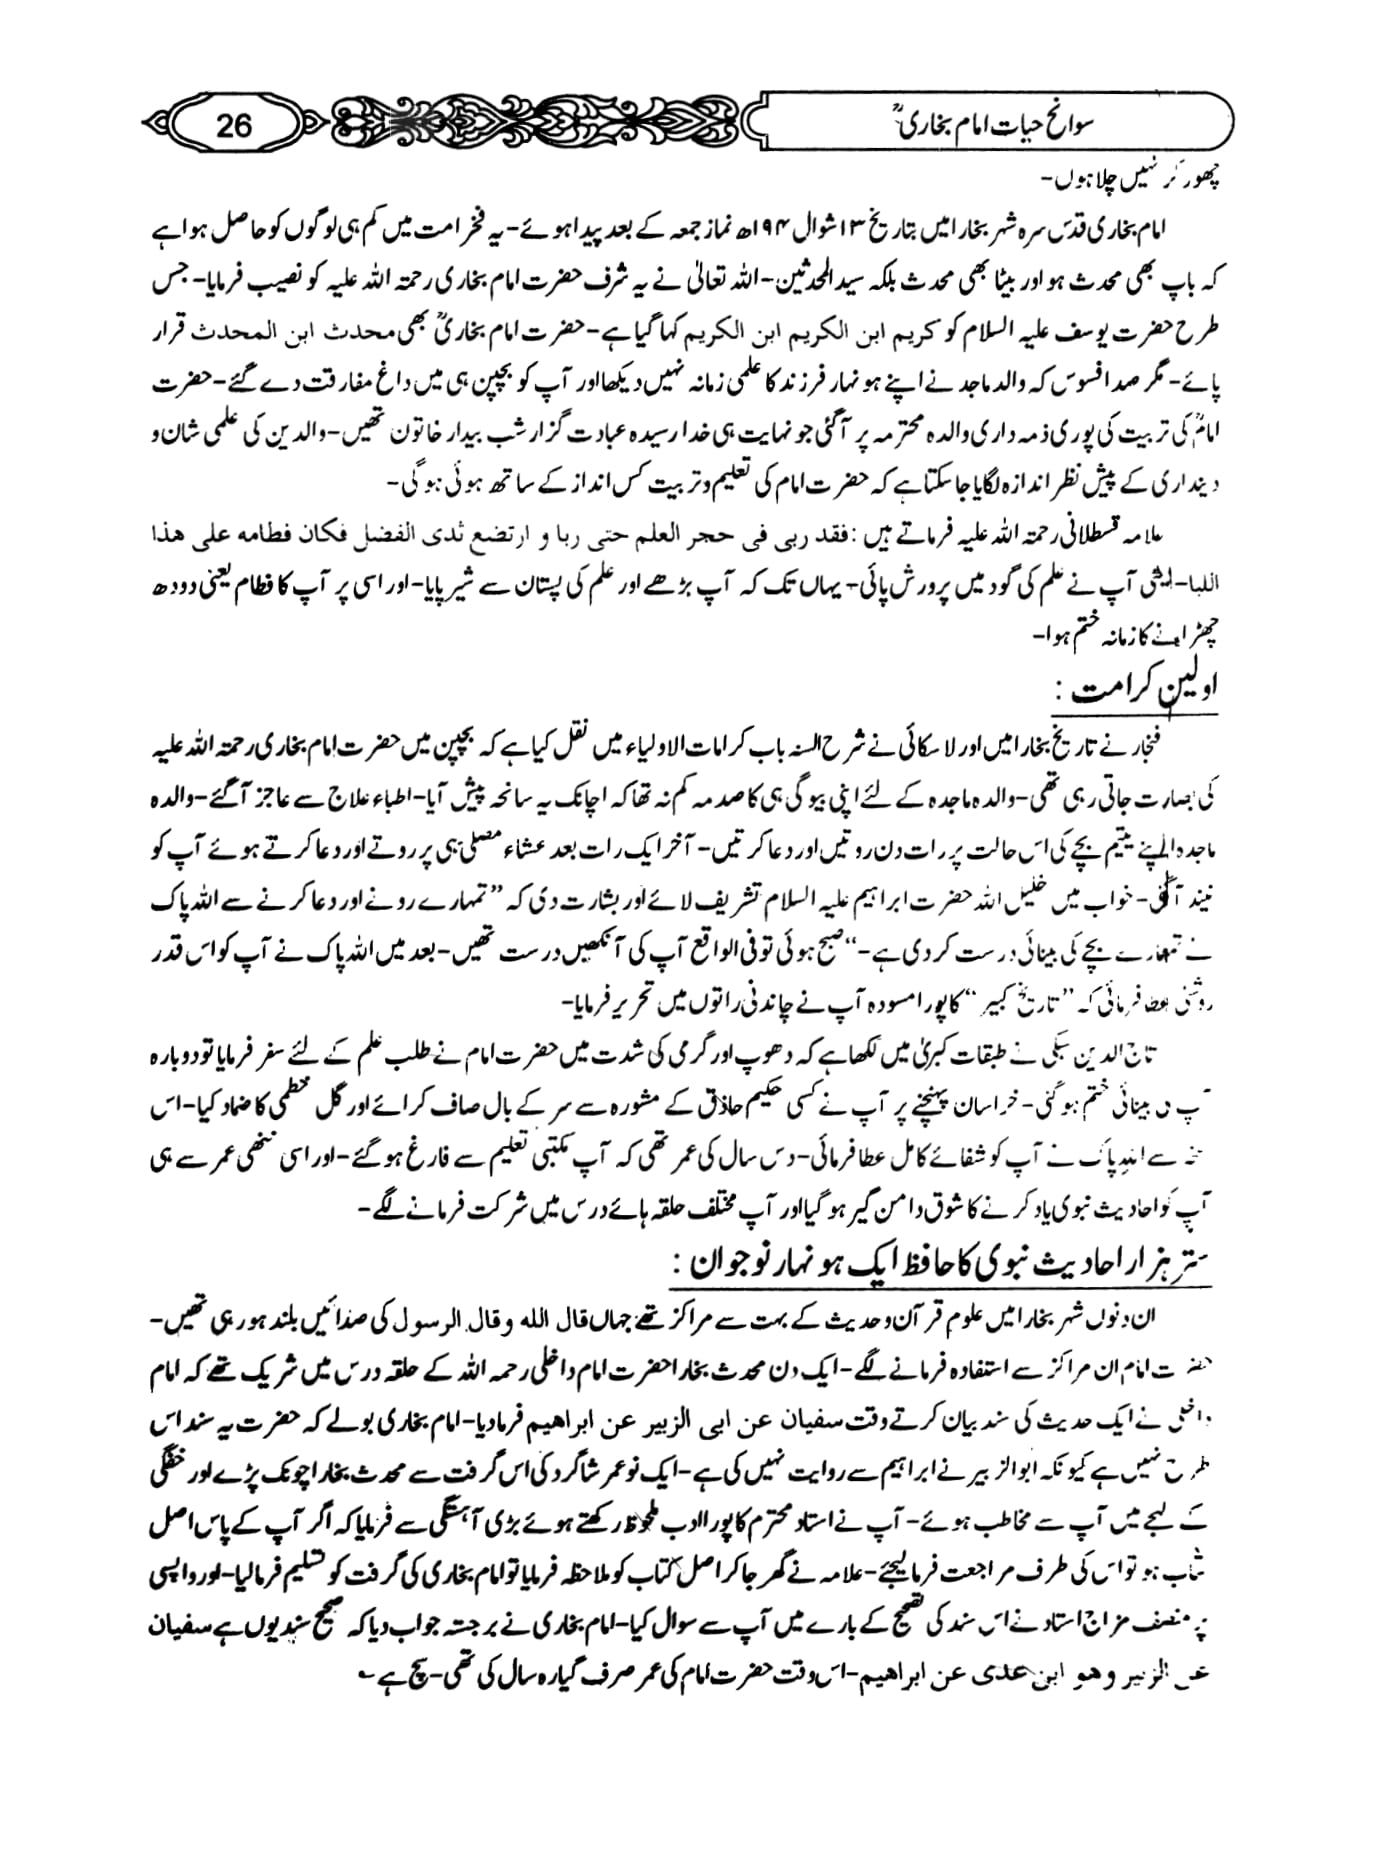 سوانح حیات امام بخاریؒ
26
چھوڑ کر نہیں چلا ہوں-
امام بخاری قدس سرہ شہر بخارا میں بتاریخ ۱۳ شوال ۱۹۴ھ نماز جمعہ کے بعد پیدا ہوئے- یہ فخر امت میں کم ہی لوگوں کو حاصل ہوا ہے
کہ باپ بھی محدث ہو اور بیٹا بھی محدث بلکہ سید المحدثین- اللہ تعالیٰ نے یہ شرف حضرت امام بخاری رحمتہ اللہ علیہ کو نصیب فرمایا- جس
طرح حضرت یوسف علیہ السلام کو کریم ابن الکریم ابن الکریم کہا گیا ہے- حضرت امام بخاریؒ بھی محدث ابن المحدث قرار
پائے- مگر صد افسوس کہ والد ماجد نے اپنے ہونہار فرزند کا علمی زمانہ نہیں دیکھا اور آپ کو بچپن ہی میں داغ مفارقت دے گئے- حضرت
امامؒ کی تربیت کی پوری ذمہ داری والدہ محترمہ پر آگئی جو نہایت ہی خدا رسیدہ عبادت گزار شب بیدار خاتون تھیں- والدین کی علمی شان و
دینداری کے پیش نظر اندازہ لگایا جا سکتا ہے کہ حضرت امام کی تعلیم و تربیت کس انداز کے ساتھ ہوئی ہوگی-
علامہ قسطلانی رحمتہ اللہ علیہ فرماتے ہیں : فقد ربی فی حجر العلم حتی ربا و ارتضع ثدی الفضل فکان فطامه علی هذا
اللبا- یعنی آپ نے علم کی گود میں پرورش پائی- یہاں تک کہ آپ بڑھے اور علم کی پستان سے شیر پایا- اور اسی پر آپ کا فطام یعنی دودھ
چھڑانے کا زمانہ ختم ہوا-
اولین کرامت :
غنجار نے تاریخ بخارا میں اور لاسکائی نے شرح السنہ باب کرامات الاولیاء میں نقل کیا ہے کہ بچپن میں حضرت امام بخاری رحمتہ اللہ علیہ
کی بصارت جاتی رہی تھی- والدہ ماجدہ کے لئے اپنی بیوگی ہی کا صدمہ کم نہ تھا کہ اچانک یہ سانحہ پیش آیا- اطباء علاج سے عاجز آگئے- والدہ
ماجدہ اپنے یتیم بچے کی اس حالت پر رات دن روتیں اور دعا کرتیں- آخر ایک رات بعد عشاء مصلی ہی پر روتے اور دعا کرتے ہوئے آپ کو
نیند آگئی- خواب میں خلیل اللہ حضرت ابراہیم علیہ السلام تشریف لائے اور بشارت دی کہ ”تمہارے رونے اور دعا کرنے سے اللہ پاک
نے تمہارے بچے کی بینائی درست کر دی ہے-“ صبح ہوئی تو فی الواقع آپ کی آنکھیں درست تھیں- بعد میں اللہ پاک نے آپ کو اس قدر
روشنی عطا فرمائی کہ ”تاریخ کبیر“ کا پورا مسودہ آپ نے چاندنی راتوں میں تحریر فرمایا-
تاج الدین سبکی نے طبقات کبریٰ میں لکھا ہے کہ دھوپ اور گرمی کی شدت میں حضرت امام نے طلب علم کے لئے سفر فرمایا تو دوبارہ
بینائی ختم ہوگئی- خراسان پہنچنے پر آپ نے کسی حکیم حاذق کے مشورہ سے سر کے بال صاف کرائے اور گل خطمی کا ضماد کیا- اس
سے اللہ پاک نے آپ کو شفائے کامل عطا فرمائی- دس سال کی عمر تھی کہ آپ مکتبی تعلیم سے فارغ ہوگئے- اور اسی ننھی عمر سے ہی
آپ کو احادیث نبوی یاد کرنے کا شوق دامن گیر ہوگیا اور آپ مختلف حلقہ ہائے درس میں شرکت فرمانے لگے-
ستر ہزار احادیث نبوی کا حافظ ایک ہونہار نوجوان :
ان دنوں شہر بخارا میں علوم قرآن و حدیث کے بہت سے مراکز تھے جہاں قال الله و قال الرسول کی صدائیں بلند ہو رہی تھیں-
حضرت امام ان مراکز سے استفادہ فرمانے لگے- ایک دن محدث بخارا حضرت امام داخلی رحمہ اللہ کے حلقہ درس میں شریک تھے کہ امام
داخلی نے ایک حدیث کی سند بیان کرتے وقت سفیان عن ابی الزبیر عن ابراهیم فرما دیا- امام بخاری بولے کہ حضرت یہ سند اس
طرح نہیں ہے کیونکہ ابو الزبیر نے ابراہیم سے روایت نہیں کی ہے- ایک نو عمر شاگرد کی اس گرفت سے محدث بخارا چونک پڑے اور خفگی
کے لہجے میں آپ سے مخاطب ہوئے- آپ نے استاد محترم کا پورا ادب ملحوظ رکھتے ہوئے بڑی آہستگی سے فرمایا کہ اگر آپ کے پاس اصل
کتاب ہو تو اس کی طرف مراجعت فرما لیجئے- علامہ نے گھر جا کر اصل کتاب کو ملاحظہ فرمایا تو امام بخاری کی گرفت کو تسلیم فرما لیا- اور واپسی
پر منصف مزاج استاد نے اس سند کی تصحیح کے بارے میں آپ سے سوال کیا- امام بخاری نے برجستہ جواب دیا کہ صحیح سند یوں ہے سفیان
عن الزبیر و هو ابن عدی عن ابراهیم- اس وقت حضرت امام کی عمر صرف گیارہ سال کی تھی- سچ ہے ۔